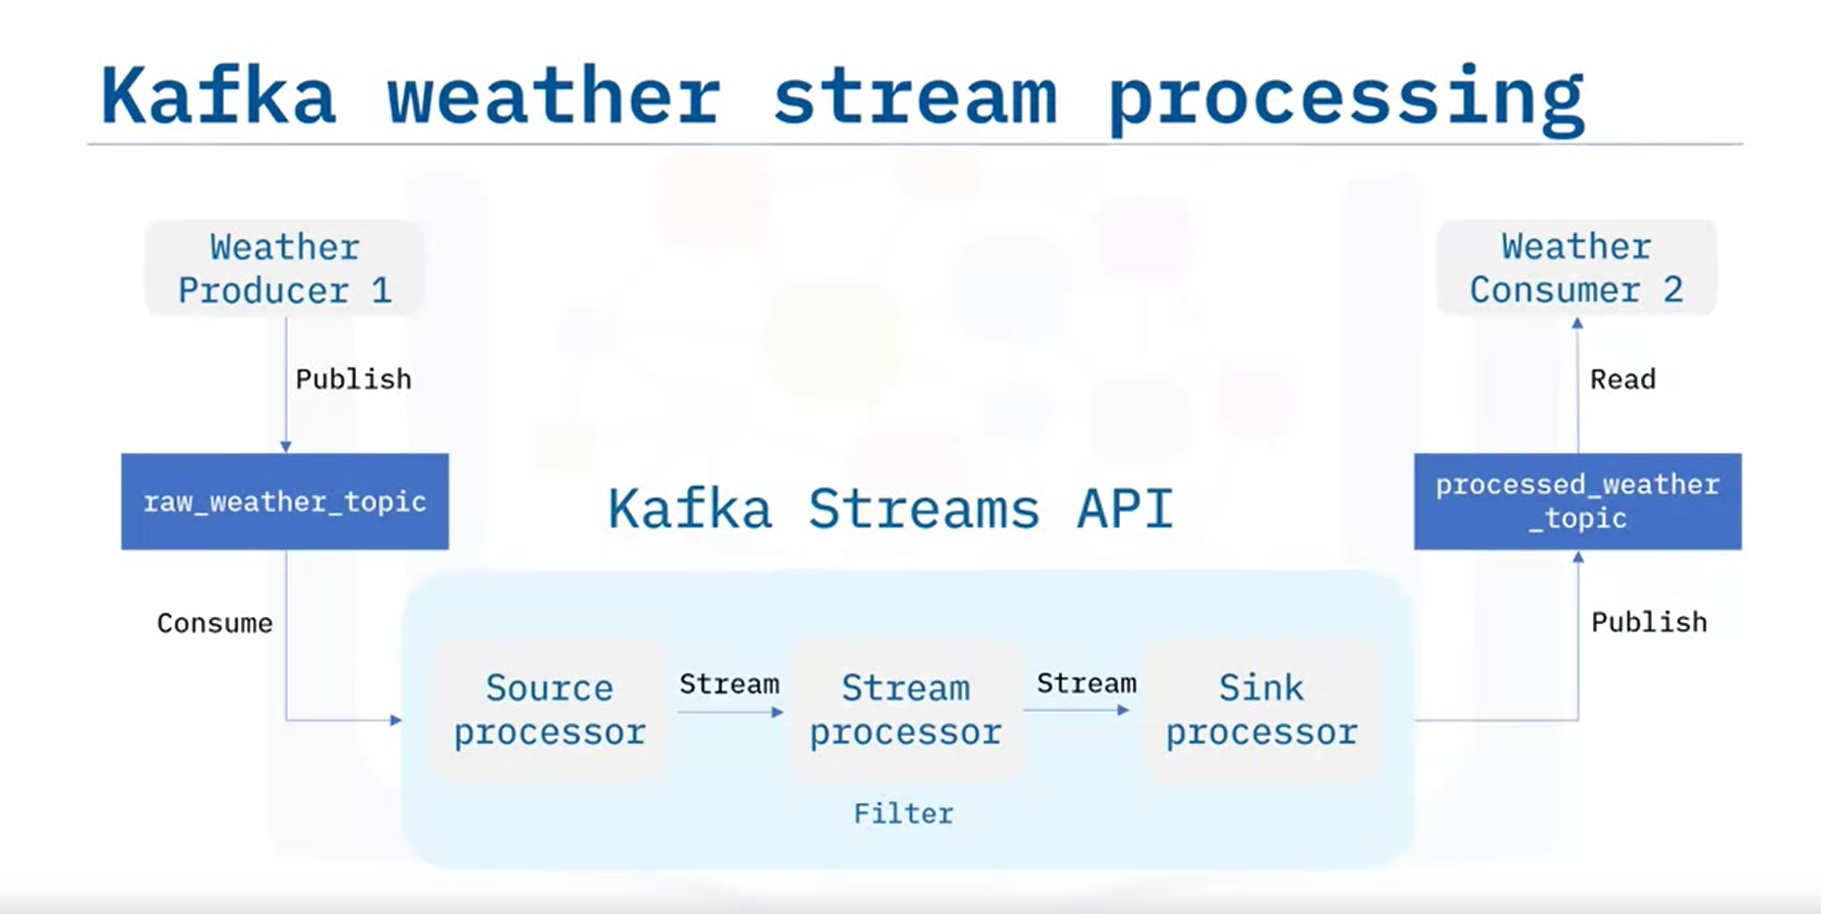 Kafka weather stream processing
Weather
Producer 1
Publish
raw_weather_topic
Consume
Kafka Streams API
Source
processor
Stream
Stream
processor
Filter
Stream
Sink
processor
Publish
processed_weather
_topic
Read
Weather
Consumer 2